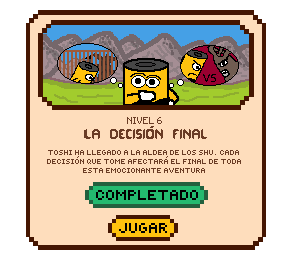 VS
NIVEL 6
LA DECISIÓN FINAL
TOSHI HA LLEGADO A LA ALDEA DE LOS SHU. CADA
DECISIÓN QUE TOME AFECTARÁ EL FINAL DE TODA
ESTA EMOCIONANTE AVENTURA
COMPLETADO
JUGAR